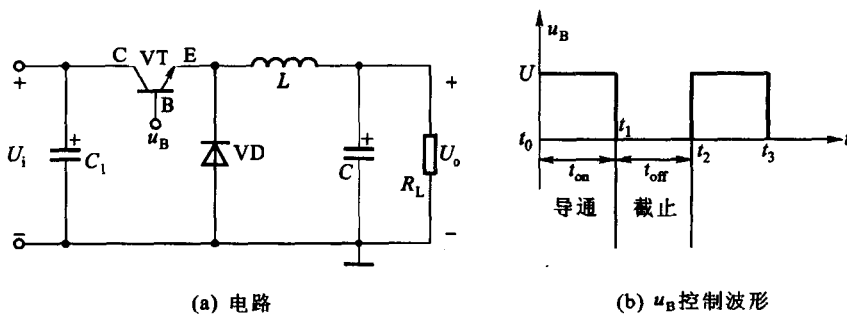 C VT E
B
u_B
L
+
U_i
−
+
C_1
VD
+
C
R_L
+
U_o
−
(a) 电路
u_B
U
t_0
t_1
t_2
t_3
t
t_on
t_off
导通
截止
(b) u_B控制波形